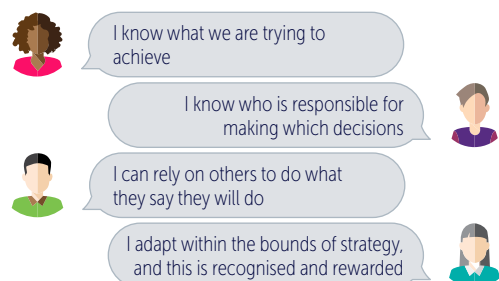 I know what we are trying to
achieve
I know who is responsible for
making which decisions
I can rely on others to do what
they say they will do
I adapt within the bounds of strategy,
and this is recognised and rewarded